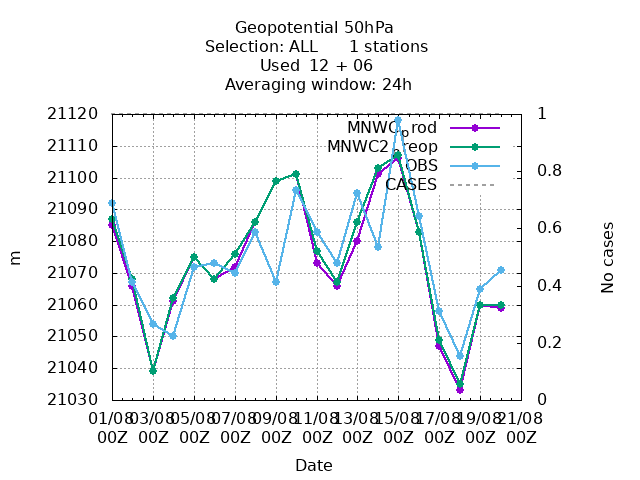 Geopotential 50hPa
Selection: ALL 1 stations
Used 12 + 06
Averaging window: 24h
21120
21110
21100
21090
21080
21070
21060
21050
21040
21030
m
1
0.8
0.6
0.4
0.2
0
No cases
MNWC_prod
MNWC2_preop
OBS
CASES
01/08 03/08 05/08 07/08 09/08 11/08 13/08 15/08 17/08 19/08 21/08
00Z 00Z 00Z 00Z 00Z 00Z 00Z 00Z 00Z 00Z 00Z
Date